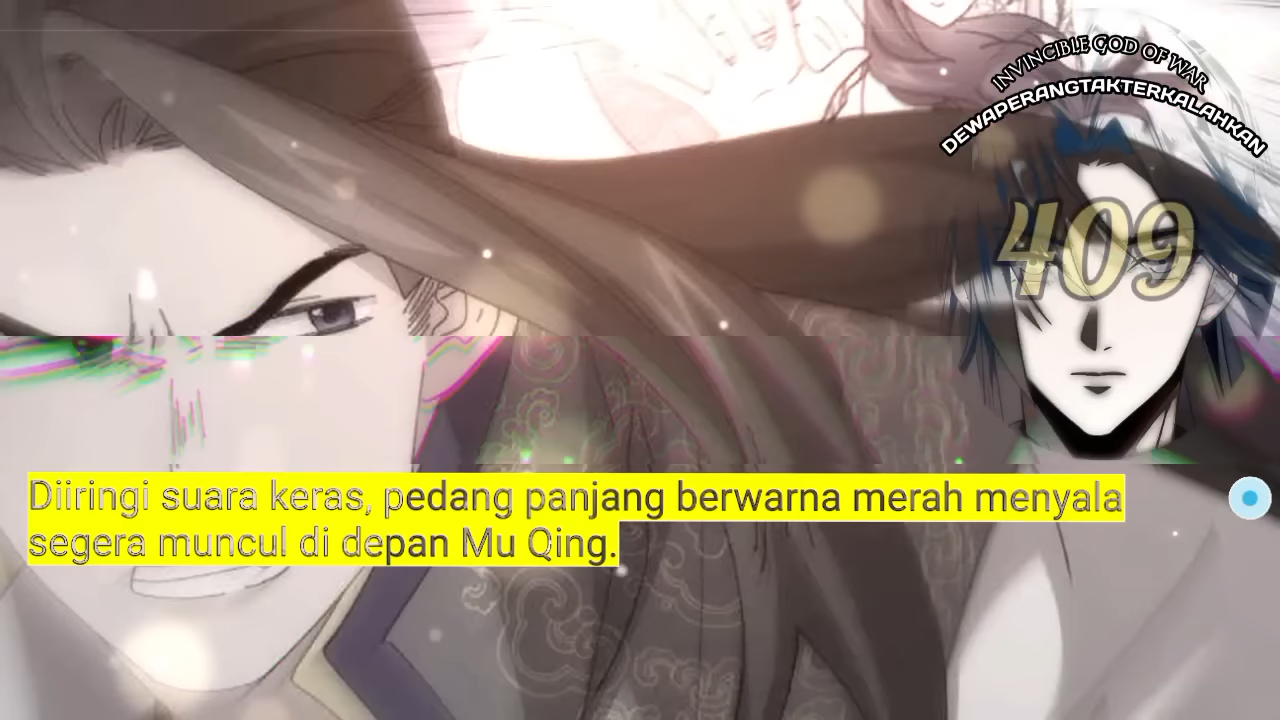 INVINCIBLE GOD OF WAR
DEWAPERANGTAKTERKALAHKAN
409
Diiringi suara keras, pedang panjang berwarna merah menyala
segera muncul di depan Mu Qing.